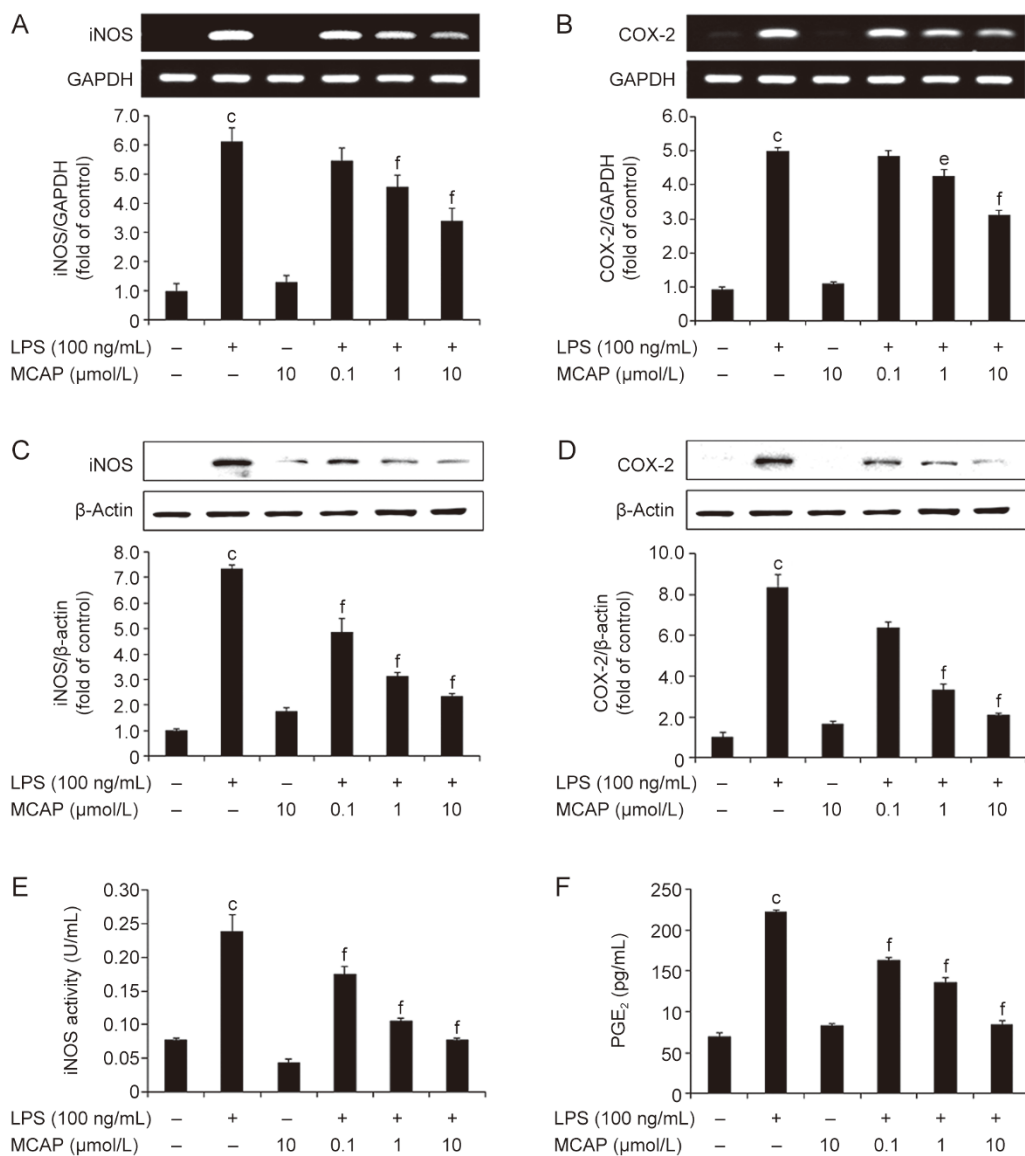 A
iNOS
GAPDH
7.0
6.0
5.0
4.0
3.0
2.0
1.0
0
iNOS/GAPDH
(fold of control)
c
f
f
LPS (100 ng/mL) – + – + + +
MCAP (µmol/L) – – 10 0.1 1 10
B
COX-2
GAPDH
6.0
5.0
4.0
3.0
2.0
1.0
0
COX-2/GAPDH
(fold of control)
c
e
f
LPS (100 ng/mL) – + – + + +
MCAP (µmol/L) – – 10 0.1 1 10
C
iNOS
β-Actin
8.0
7.0
6.0
5.0
4.0
3.0
2.0
1.0
0
iNOS/β-actin
(fold of control)
c
f
f
f
LPS (100 ng/mL) – + – + + +
MCAP (µmol/L) – – 10 0.1 1 10
D
COX-2
β-Actin
10.0
8.0
6.0
4.0
2.0
0
COX-2/β-actin
(fold of control)
c
f
f
LPS (100 ng/mL) – + – + + +
MCAP (µmol/L) – – 10 0.1 1 10
E
0.30
0.25
0.20
0.15
0.10
0.05
0
iNOS activity (U/mL)
c
f
f
f
LPS (100 ng/mL) – + – + + +
MCAP (µmol/L) – – 10 0.1 1 10
F
250
200
150
100
50
0
PGE₂ (pg/mL)
c
f
f
f
LPS (100 ng/mL) – + – + + +
MCAP (µmol/L) – – 10 0.1 1 10